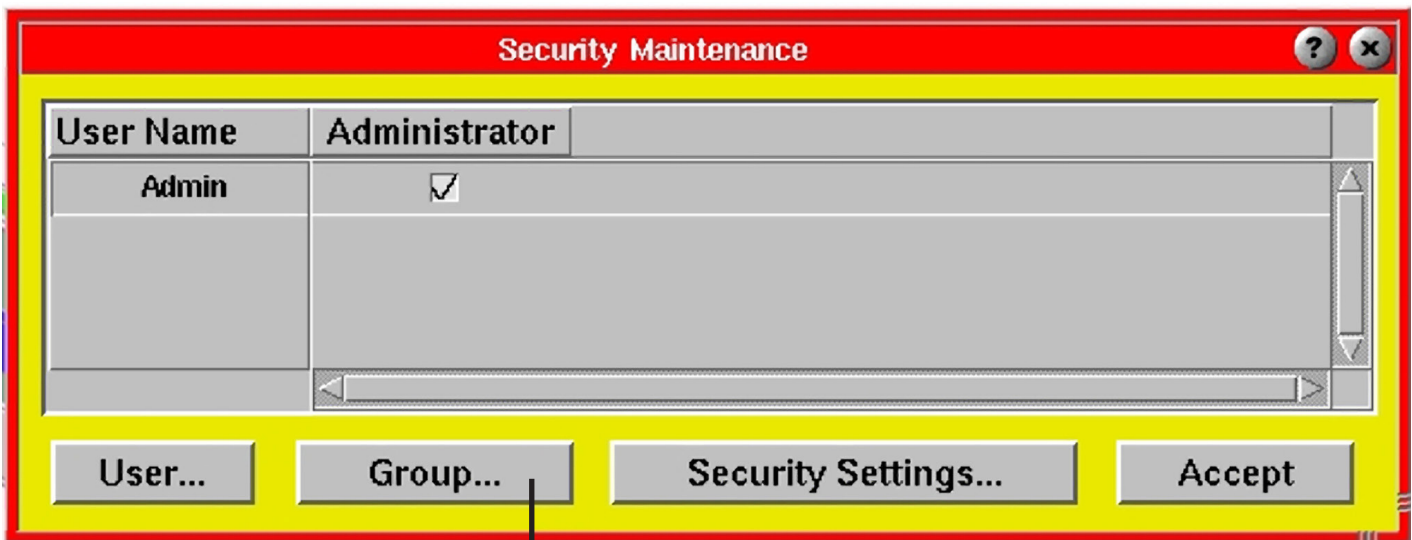 Security Maintenance ? ×
User Name Administrator
Admin
User... Group... Security Settings... Accept